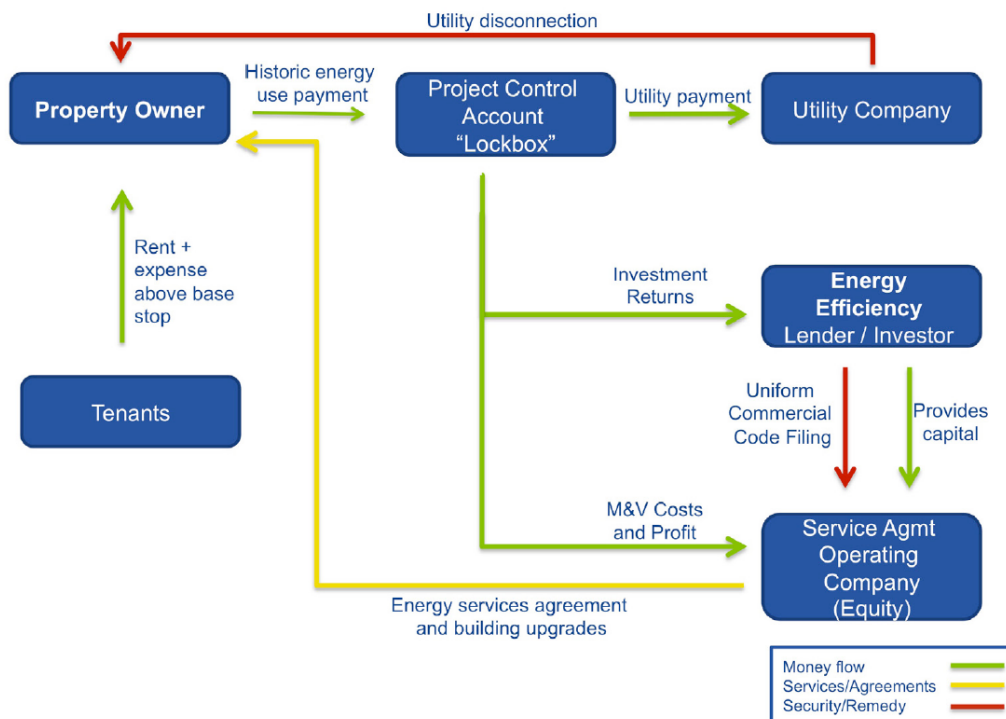 Utility disconnection
Property Owner
Historic energy
use payment
Project Control
Account
“Lockbox”
Utility payment
Utility Company
Rent +
expense
above base
stop
Investment
Returns
Energy
Efficiency
Lender / Investor
Tenants
Uniform
Commercial
Code Filing
Provides
capital
M&V Costs
and Profit
Service Agmt
Operating
Company
(Equity)
Energy services agreement
and building upgrades
Money flow
Services/Agreements
Security/Remedy